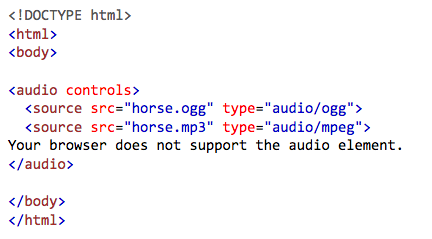 <!DOCTYPE html>
<html>
<body>

<audio controls>
  <source src="horse.ogg" type="audio/ogg">
  <source src="horse.mp3" type="audio/mpeg">
Your browser does not support the audio element.
</audio>

</body>
</html>